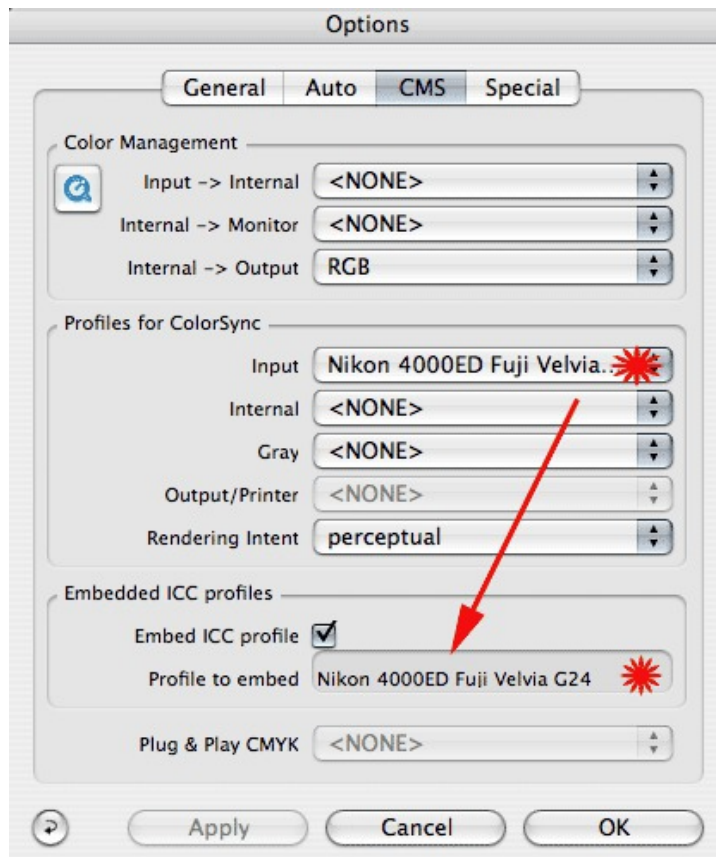 Options
General Auto CMS Special
Color Management
Input -> Internal <NONE>
Internal -> Monitor <NONE>
Internal -> Output RGB
Profiles for ColorSync
Input Nikon 4000ED Fuji Velvia..
Internal <NONE>
Gray <NONE>
Output/Printer <NONE>
Rendering Intent perceptual
Embedded ICC profiles
Embed ICC profile
Profile to embed Nikon 4000ED Fuji Velvia G24
Plug & Play CMYK <NONE>
Apply Cancel OK